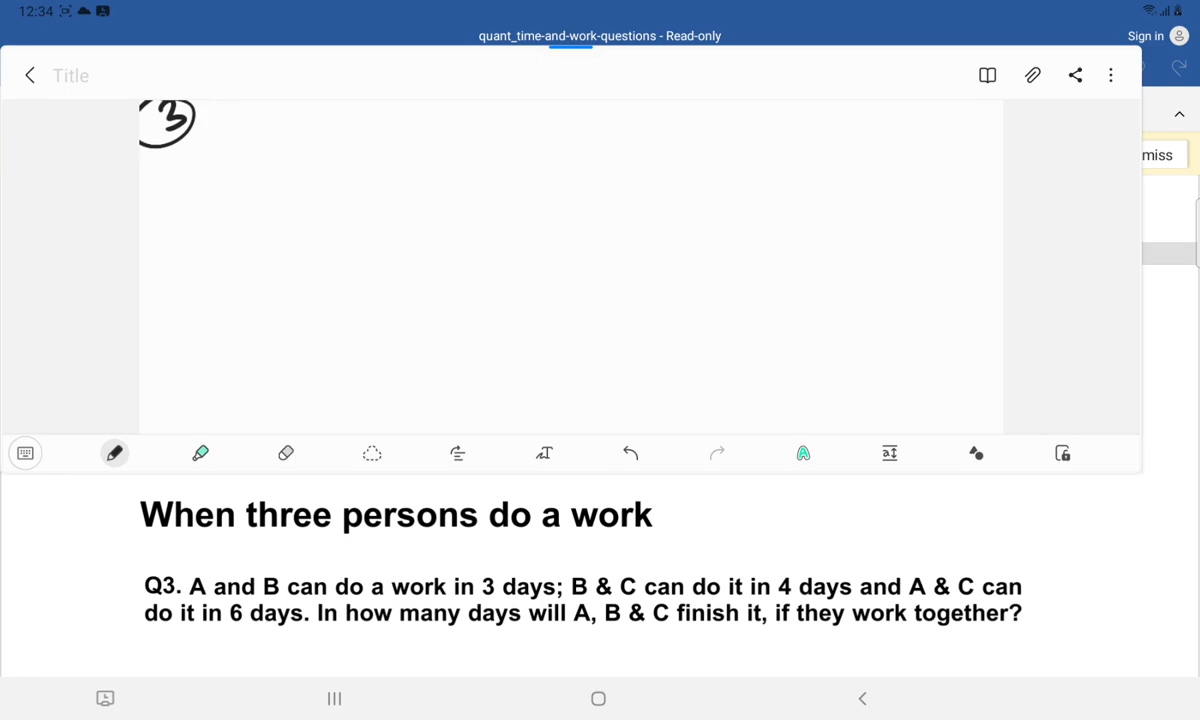 12:34
quant_time-and-work-questions - Read-only
Sign in
Title
3
miss
When three persons do a work
Q3. A and B can do a work in 3 days; B & C can do it in 4 days and A & C can
do it in 6 days. In how many days will A, B & C finish it, if they work together?